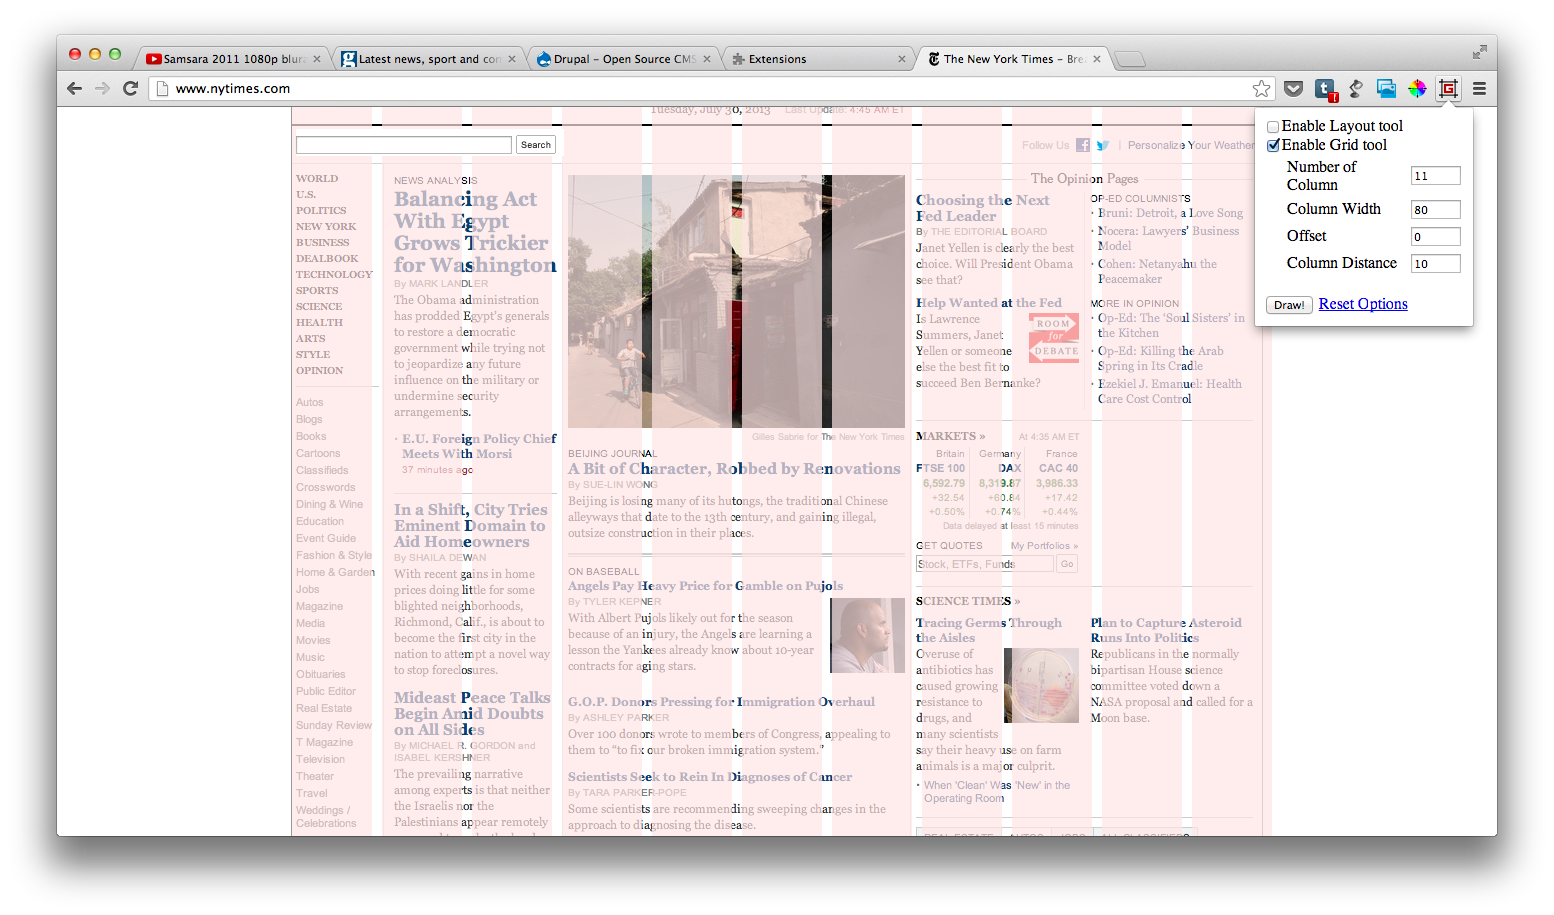 Samsara 2011 1080p blura
Latest news, sport and con
Drupal – Open Source CMS
Extensions
The New York Times – Brea
www.nytimes.com
Tuesday, July 30, 2013 Last Update: 4:45 AM ET
Search
Follow Us | Personalize Your Weather
Enable Layout tool
Enable Grid tool
Number of
Column
11
Column Width 80
Offset 0
Column Distance 10
Draw! Reset Options
WORLD
U.S.
POLITICS
NEW YORK
BUSINESS
DEALBOOK
TECHNOLOGY
SPORTS
SCIENCE
HEALTH
ARTS
STYLE
OPINION
Autos
Blogs
Books
Cartoons
Classifieds
Crosswords
Dining & Wine
Education
Event Guide
Fashion & Style
Home & Garden
Jobs
Magazine
Media
Movies
Music
Obituaries
Public Editor
Real Estate
Sunday Review
T Magazine
Television
Theater
Travel
Weddings /
Celebrations
NEWS ANALYSIS
Balancing Act
With Egypt
Grows Trickier
for Washington
By MARK LANDLER
The Obama administration
has prodded Egypt's generals
to restore a democratic
government while trying not
to jeopardize any future
influence on the military or
undermine security
arrangements.
· E.U. Foreign Policy Chief
Meets With Morsi
37 minutes ago
In a Shift, City Tries
Eminent Domain to
Aid Homeowners
By SHAILA DEWAN
With recent gains in home
prices doing little for some
blighted neighborhoods,
Richmond, Calif., is about to
become the first city in the
nation to attempt a novel way
to stop foreclosures.
Mideast Peace Talks
Begin Amid Doubts
on All Sides
By MICHAEL R. GORDON and
ISABEL KERSHNER
The prevailing narrative
among experts is that neither
the Israelis nor the
Palestinians appear remotely
Gilles Sabrie for The New York Times
BEIJING JOURNAL
A Bit of Character, Robbed by Renovations
By SUE-LIN WONG
Beijing is losing many of its hutongs, the traditional Chinese
alleyways that date to the 13th century, and gaining illegal,
outsize construction in their places.
ON BASEBALL
Angels Pay Heavy Price for Gamble on Pujols
By TYLER KEPNER
With Albert Pujols likely out for the season
because of an injury, the Angels are learning a
lesson the Yankees already know about 10-year
contracts for aging stars.
G.O.P. Donors Pressing for Immigration Overhaul
By ASHLEY PARKER
Over 100 donors wrote to members of Congress, appealing to
them to “to fix our broken immigration system.”
Scientists Seek to Rein In Diagnoses of Cancer
By TARA PARKER-POPE
Some scientists are recommending sweeping changes in the
approach to diagnosing the disease.
The Opinion Pages
Choosing the Next
Fed Leader
By THE EDITORIAL BOARD
Janet Yellen is clearly the best
choice. Will President Obama
see that?
Help Wanted at the Fed
Is Lawrence
Summers, Janet
Yellen or someone
else the best fit to
succeed Ben Bernanke?
ROOM
for
DEBATE
OP-ED COLUMNISTS
· Bruni: Detroit, a Love Song
· Nocera: Lawyers’ Business
Model
· Cohen: Netanyahu the
Peacemaker
MORE IN OPINION
· Op-Ed: The 'Soul Sisters' in
the Kitchen
· Op-Ed: Killing the Arab
Spring in Its Cradle
· Ezekiel J. Emanuel: Health
Care Cost Control
MARKETS » At 4:35 AM ET
Britain Germany France
FTSE 100 DAX CAC 40
6,592.79 8,319.87 3,986.33
+32.54 +60.84 +17.42
+0.50% +0.74% +0.44%
Data delayed at least 15 minutes
GET QUOTES My Portfolios »
Stock, ETFs, Funds Go
SCIENCE TIMES »
Tracing Germs Through
the Aisles
Overuse of
antibiotics has
caused growing
resistance to
drugs, and
many scientists
say their heavy use on farm
animals is a major culprit.
· When 'Clean' Was 'New' in the
Operating Room
Plan to Capture Asteroid
Runs Into Politics
Republicans in the normally
bipartisan House science
committee voted down a
NASA proposal and called for a
Moon base.
REAL ESTATE AUTOS JOBS ALL CLASSIFIEDS